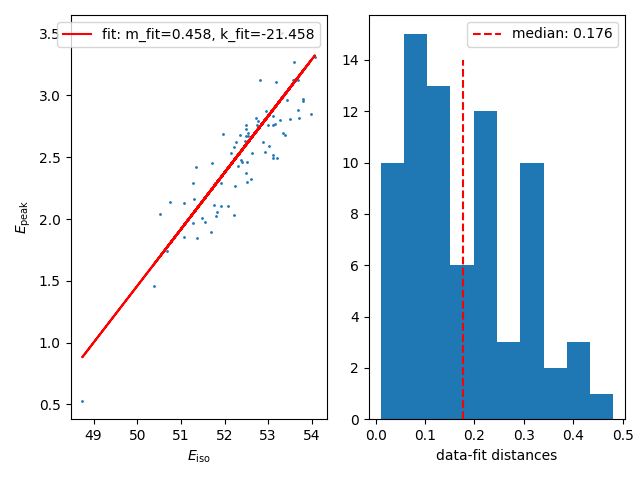 fit: m_fit=0.458, k_fit=-21.458
3.5
3.0
2.5
2.0
1.5
1.0
0.5
E_peak
49 50 51 52 53 54
E_iso
median: 0.176
14
12
10
8
6
4
2
0
0.0 0.1 0.2 0.3 0.4 0.5
data-fit distances